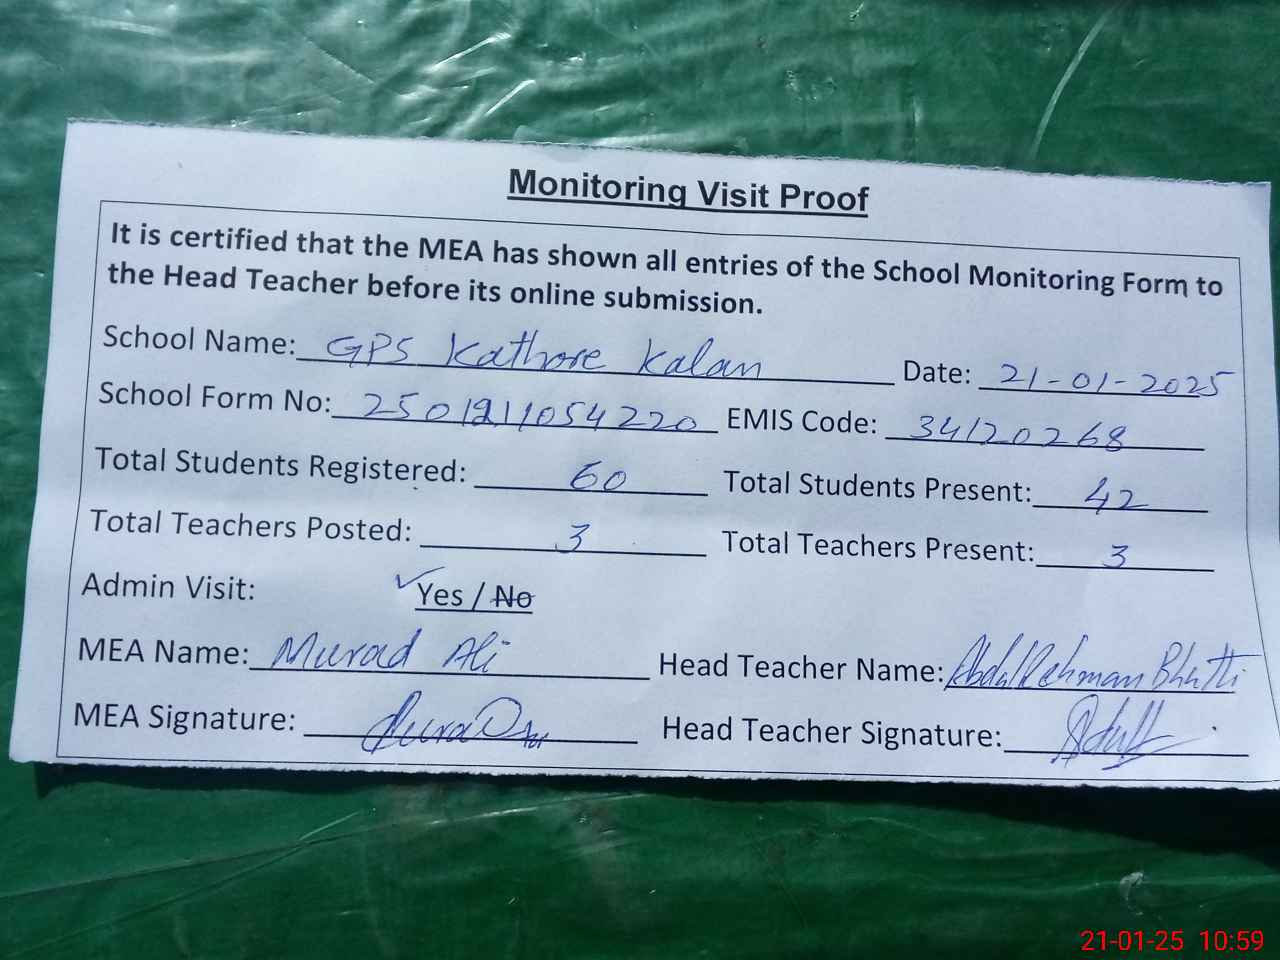 Monitoring Visit Proof
It is certified that the MEA has shown all entries of the School Monitoring Form to
the Head Teacher before its online submission.
School Name: GPS Kathore Kalan Date: 21-01-2025
School Form No: 2501211054220 EMIS Code: 34120268
Total Students Registered: 60 Total Students Present: 42
Total Teachers Posted: 3 Total Teachers Present: 3
Admin Visit: ✓Yes / No
MEA Name: Murad Ali Head Teacher Name: Abdul Rehman Bhatti
MEA Signature: Head Teacher Signature:
21-01-25 10:59